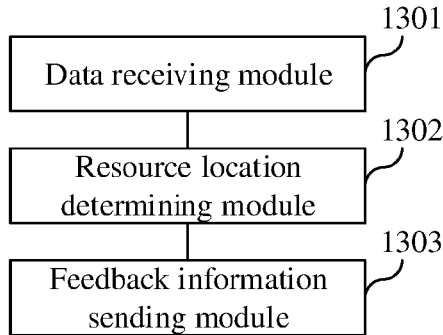 1301
Data receiving module
1302
Resource location
determining module
1303
Feedback information
sending module